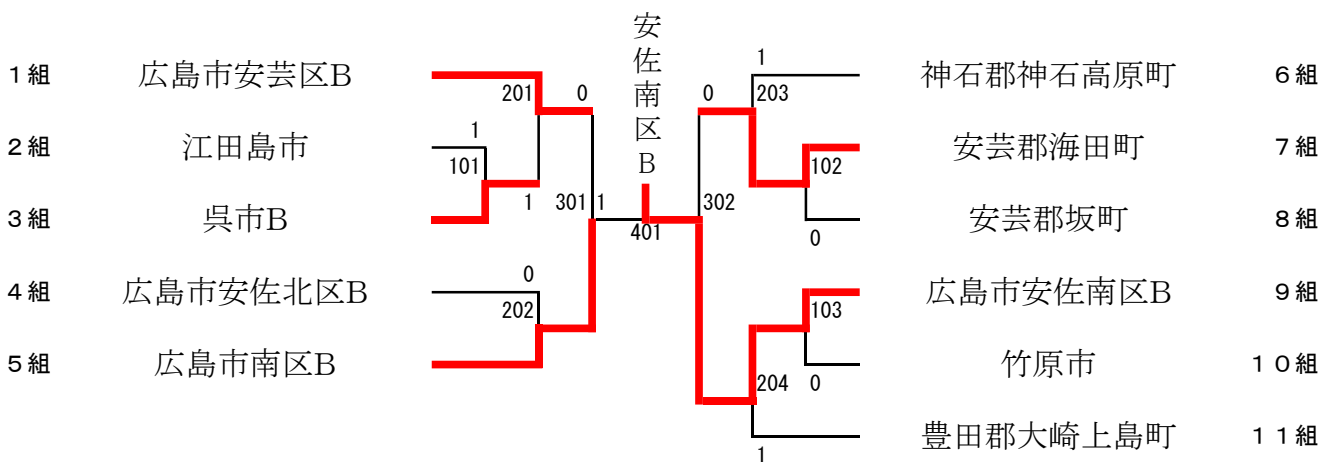 安佐南区B
1組 広島市安芸区B 201 0 0 203 1 神石郡神石高原町 6組
2組 江田島市 1 101 102 安芸郡海田町 7組
3組 呉市B 1 301 1 401 302 0 安芸郡坂町 8組
4組 広島市安佐北区B 0 202 103 広島市安佐南区B 9組
5組 広島市南区B 204 0 竹原市 10組
1 豊田郡大崎上島町 11組